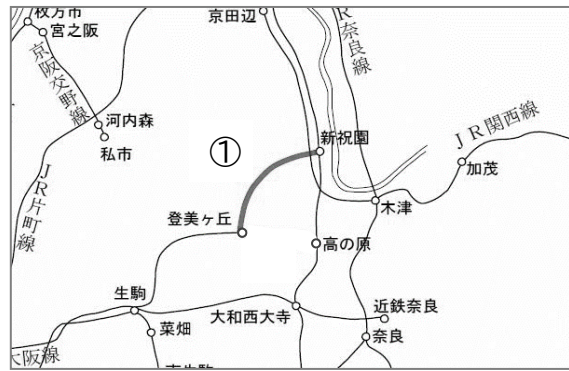 枚方市
宮之阪
京田辺
京阪交野線
JR奈良線
河内森
私市
①
新祝園
JR関西線
加茂
JR片町線
登美ヶ丘
木津
高の原
生駒
大和西大寺
近鉄奈良
菜畑
奈良
大阪線
南生駒